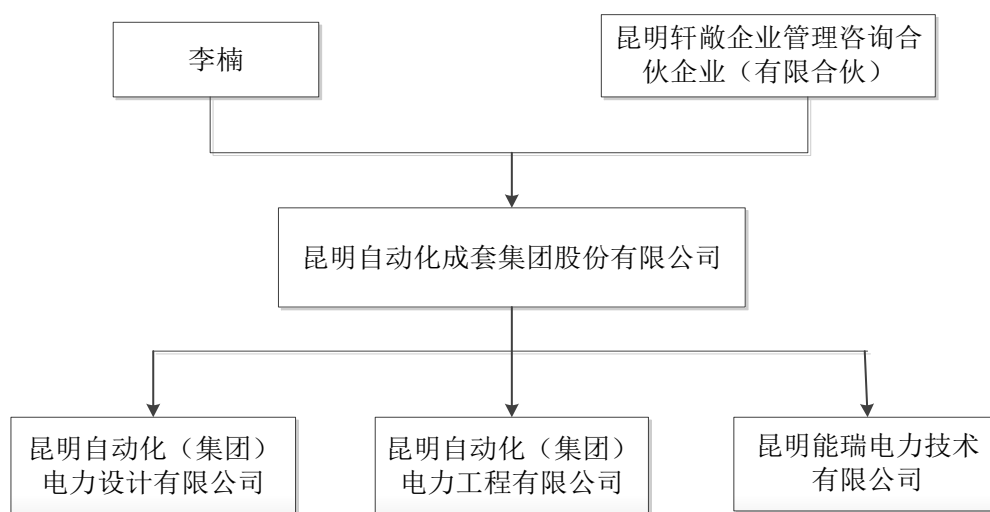 李楠
昆明轩敞企业管理咨询合
伙企业（有限合伙）
昆明自动化成套集团股份有限公司
昆明自动化（集团）
电力设计有限公司
昆明自动化（集团）
电力工程有限公司
昆明能瑞电力技术
有限公司